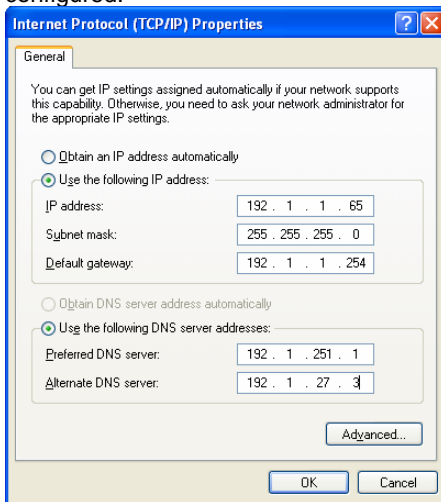 configured.
Internet Protocol (TCP/IP) Properties
General
You can get IP settings assigned automatically if your network supports
this capability. Otherwise, you need to ask your network administrator for
the appropriate IP settings.
Obtain an IP address automatically
Use the following IP address:
IP address: 192 . 1 . 1 . 65
Subnet mask: 255 . 255 . 255 . 0
Default gateway: 192 . 1 . 1 . 254
Obtain DNS server address automatically
Use the following DNS server addresses:
Preferred DNS server: 192 . 1 . 251 . 1
Alternate DNS server: 192 . 1 . 27 . 3
Advanced...
OK Cancel